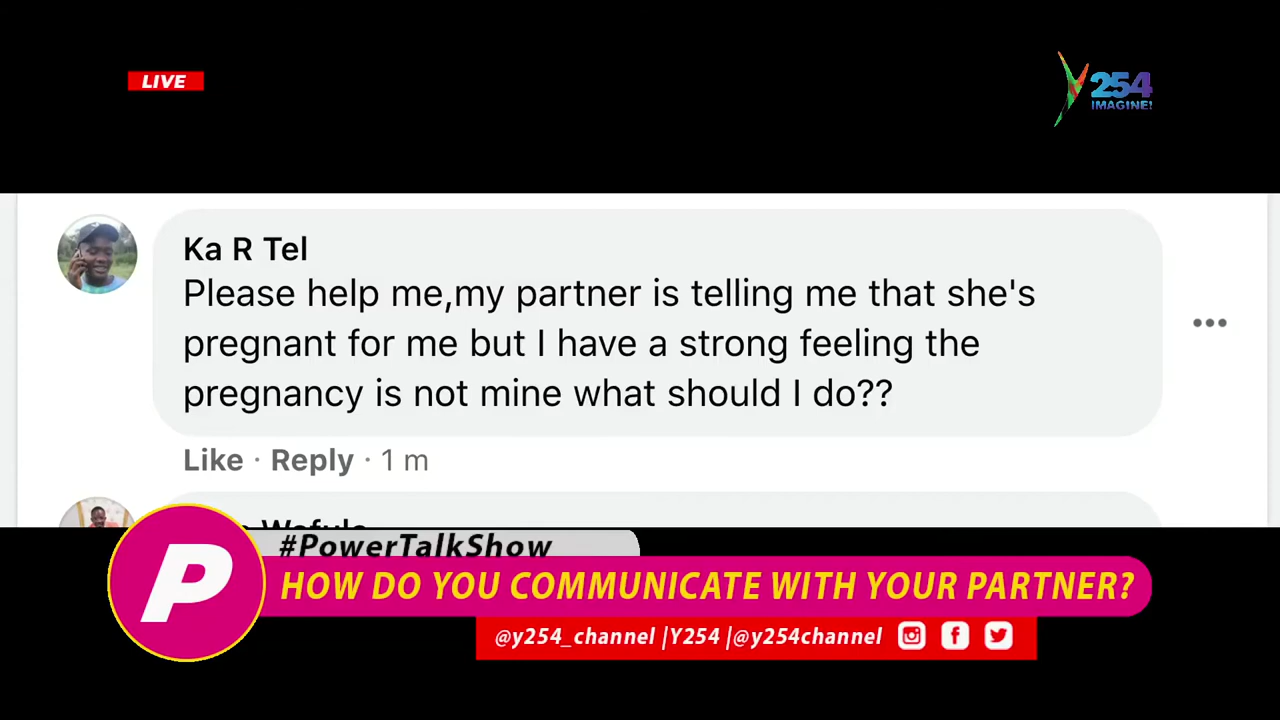 LIVE
254
IMAGINE!
Ka R Tel
Please help me,my partner is telling me that she's
pregnant for me but I have a strong feeling the
pregnancy is not mine what should I do??
Like · Reply · 1 m
Wafula
#PowerTalkShow
P
HOW DO YOU COMMUNICATE WITH YOUR PARTNER?
@y254_channel |Y254 |@y254channel